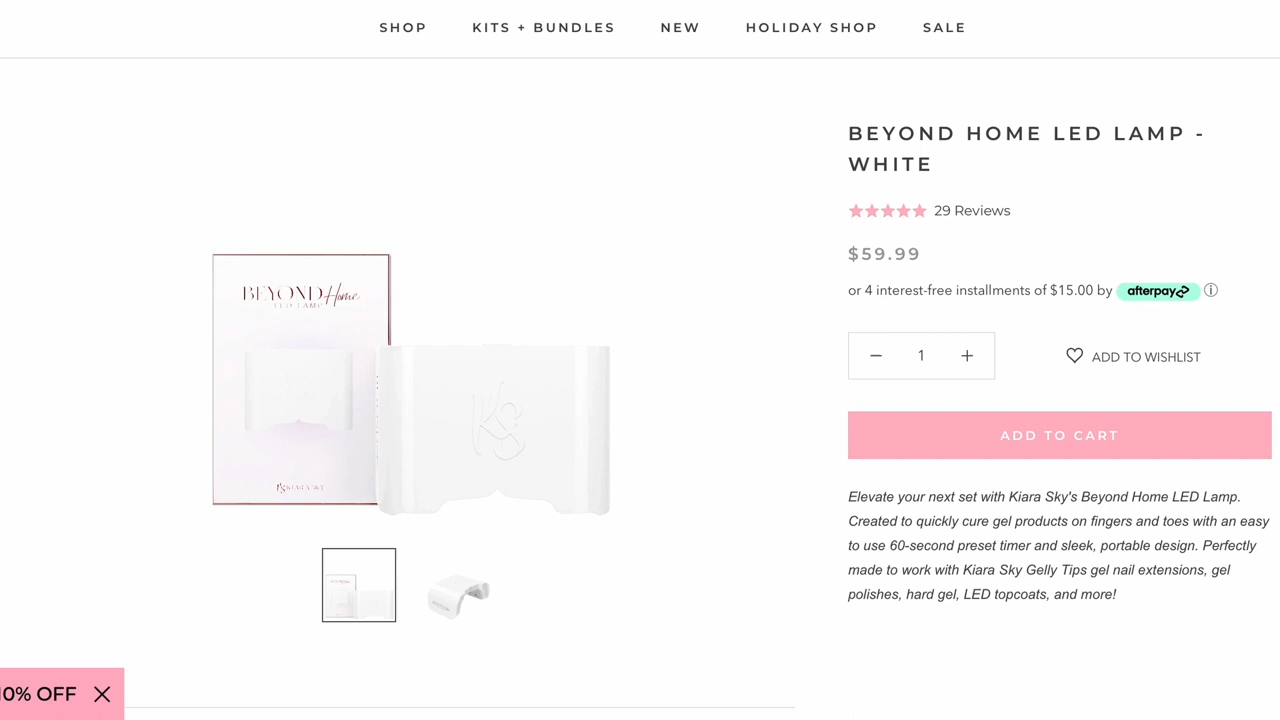 SHOP KITS + BUNDLES NEW HOLIDAY SHOP SALE
BEYOND HOME LED LAMP -
WHITE
29 Reviews
$59.99
or 4 interest-free installments of $15.00 by afterpay
1
ADD TO WISHLIST
ADD TO CART
Elevate your next set with Kiara Sky's Beyond Home LED Lamp.
Created to quickly cure gel products on fingers and toes with an easy
to use 60-second preset timer and sleek, portable design. Perfectly
made to work with Kiara Sky Gelly Tips gel nail extensions, gel
polishes, hard gel, LED topcoats, and more!
BEYOND Home
LED LAMP
KS
10% OFF